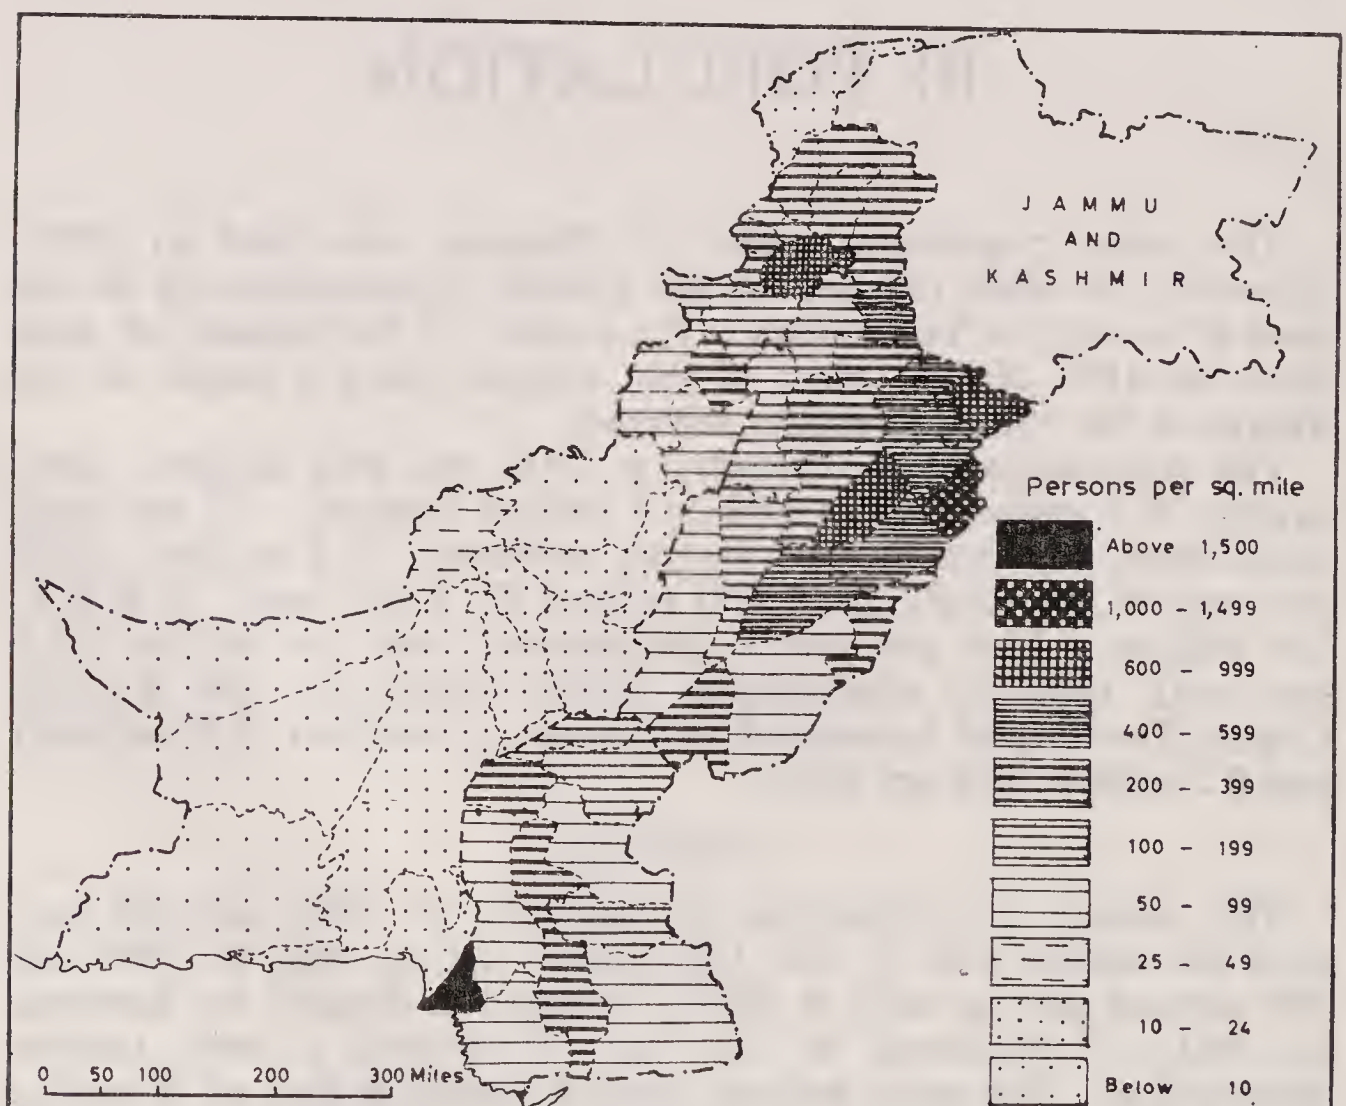 JAMMU
AND
KASHMIR
Persons per sq. mile
Above 1,500
1,000 - 1,499
600 - 999
400 - 599
200 - 399
100 - 199
50 - 99
25 - 49
10 - 24
Below 10
0 50 100 200 300 Miles